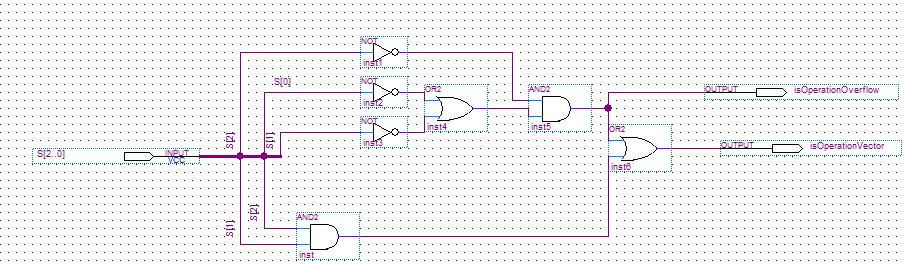 NOT
inst1
S[0]
NOT
inst2
OR2
inst4
AND2
inst5
OUTPUT
isOperationOverflow
S[2]
S[1]
NOT
inst3
OR2
inst6
OUTPUT
isOperationVector
S[2..0]
INPUT
VCC
S[1]
S[2]
AND2
inst